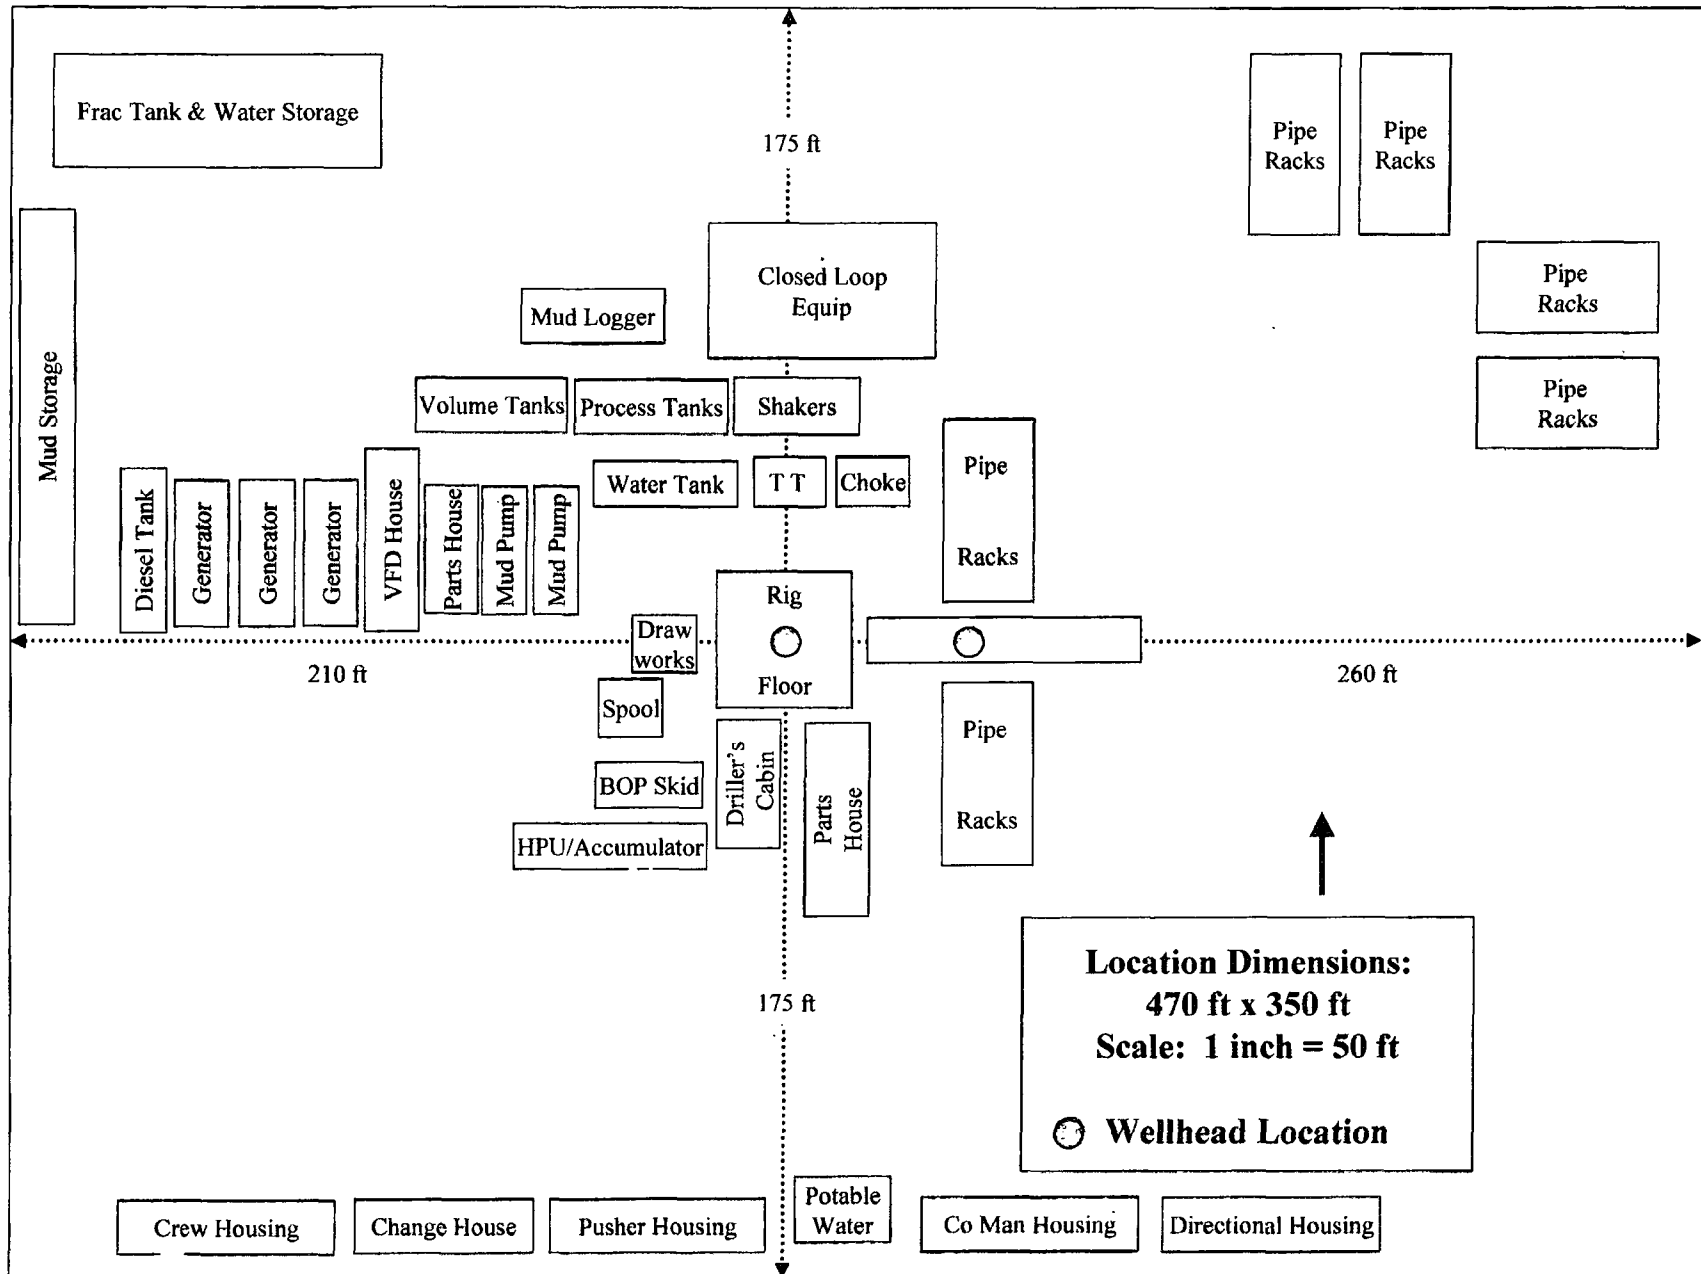 Frac Tank & Water Storage
175 ft
Pipe
Racks
Pipe
Racks
Mud Storage
Closed Loop
Equip
Mud Logger
Pipe
Racks
Pipe
Racks
Volume Tanks
Process Tanks
Shakers
Diesel Tank
Generator
Generator
Generator
VFD House
Parts House
Mud Pump
Mud Pump
Water Tank
T T
Choke
Pipe
Racks
Rig
Floor
Draw
works
210 ft
260 ft
Spool
BOP Skid
HPU/Accumulator
Driller's
Cabin
Parts
House
Pipe
Racks
175 ft
Location Dimensions:
470 ft x 350 ft
Scale: 1 inch = 50 ft
Wellhead Location
Crew Housing
Change House
Pusher Housing
Potable
Water
Co Man Housing
Directional Housing